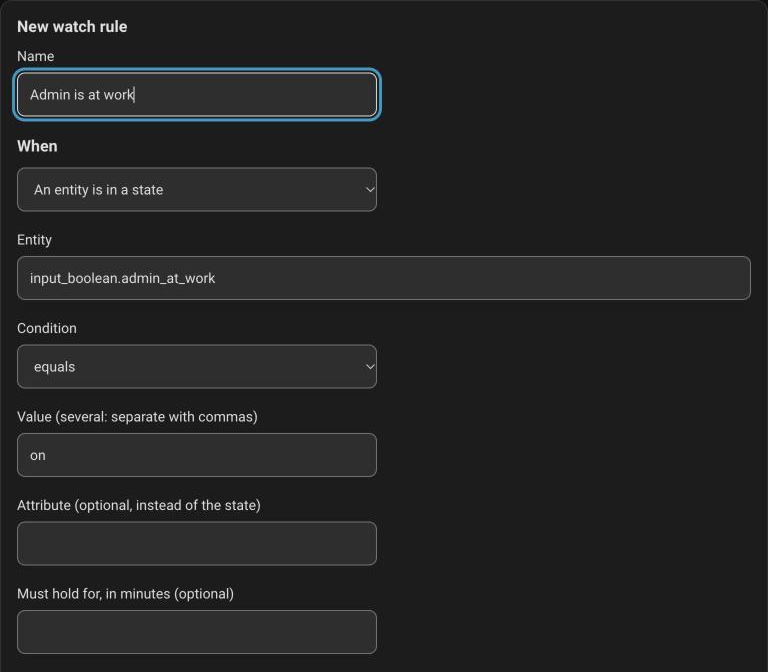 New watch rule
Name
Admin is at work
When
An entity is in a state
Entity
input_boolean.admin_at_work
Condition
equals
Value (several: separate with commas)
on
Attribute (optional, instead of the state)
Must hold for, in minutes (optional)